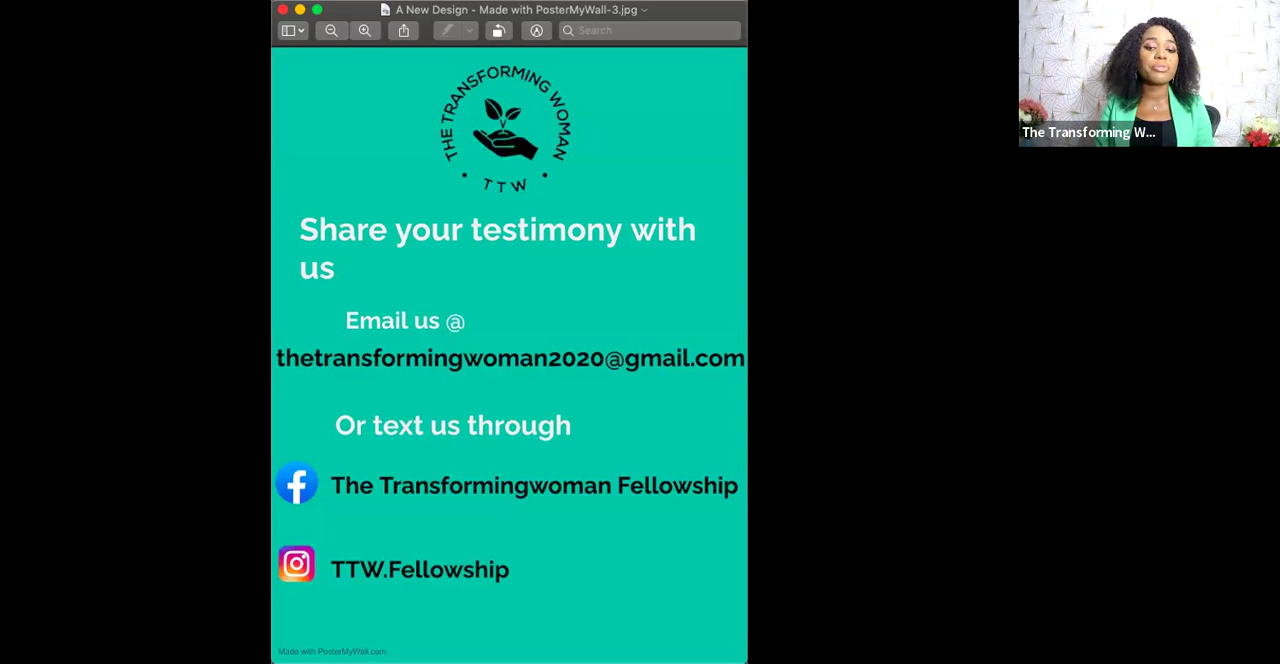 A New Design - Made with PosterMyWall-3.jpg
Search
THE TRANSFORMING WOMAN
TTW
Share your testimony with
us
Email us @
thetransformingwoman2020@gmail.com
Or text us through
The Transformingwoman Fellowship
TTW.Fellowship
Made with PosterMyWall.com
The Transforming W...